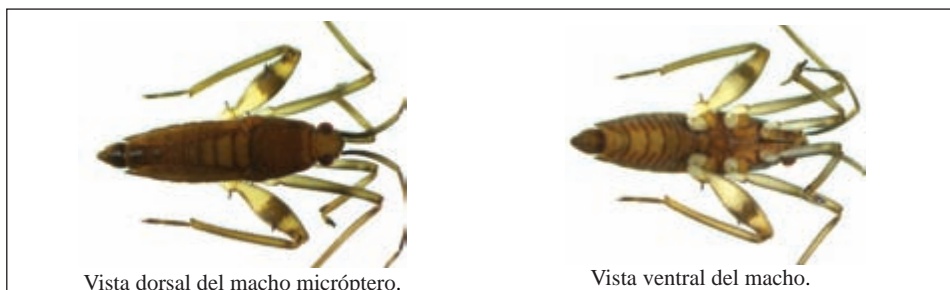 Vista dorsal del macho micróptero.
Vista ventral del macho.